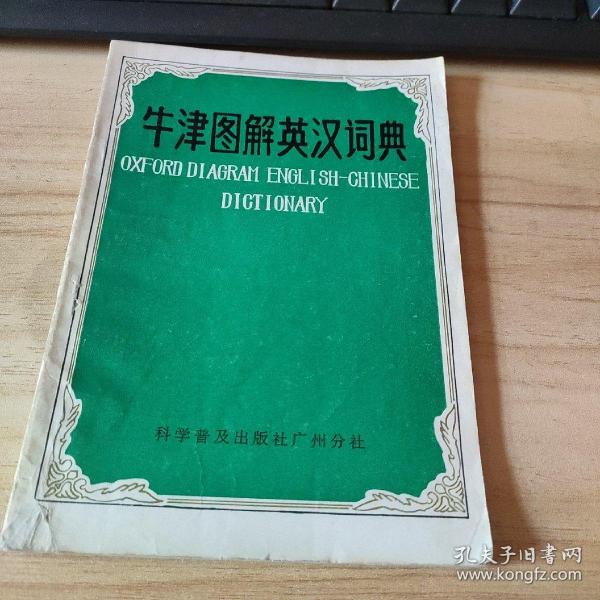 牛津图解英汉词典
OXFORD DIAGRAM ENGLISH-CHINESE
DICTIONARY
科学普及出版社广州分社
孔夫子旧书网
www.kongfz.com